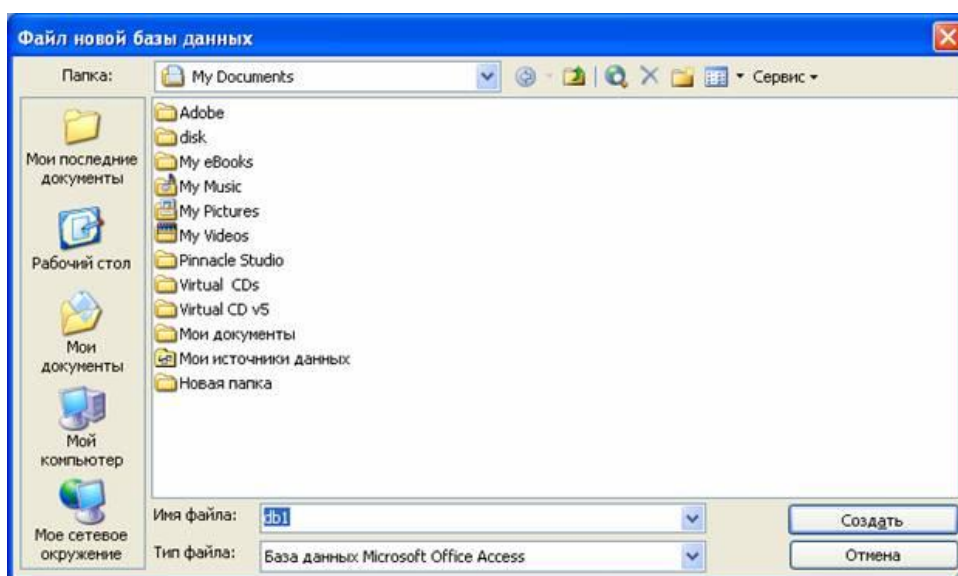 Файл новой базы данных
Папка:
My Documents
Сервис
Мои последние
документы
Рабочий стол
Мои
документы
Мой
компьютер
Мое сетевое
окружение
Adobe
disk
My eBooks
My Music
My Pictures
My Videos
Pinnacle Studio
Virtual CDs
Virtual CD v5
Мои документы
Мои источники данных
Новая папка
Имя файла:
db1
Создать
Тип файла:
База данных Microsoft Office Access
Отмена